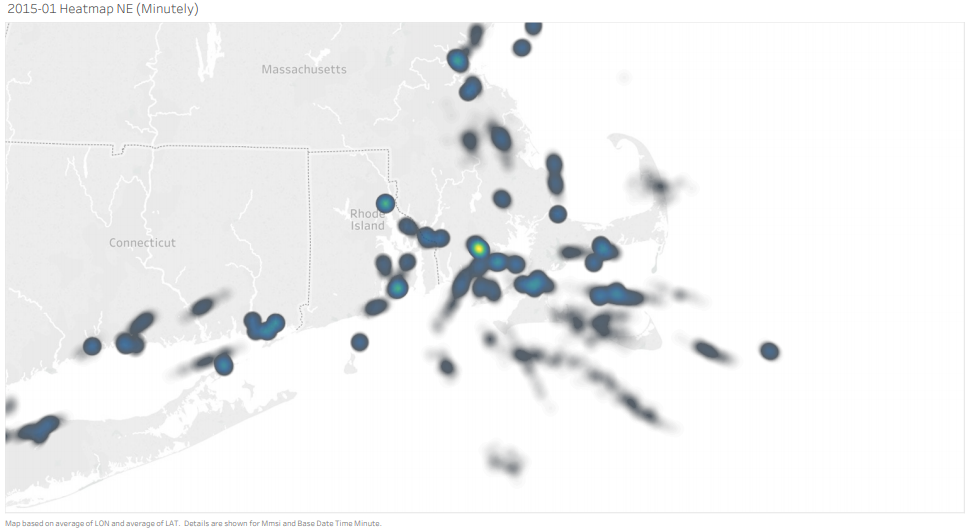 2015-01 Heatmap NE (Minutely)
Massachusetts
Rhode
Island
Connecticut
Map based on average of LON and average of LAT. Details are shown for Mmsi and Base Date Time Minute.